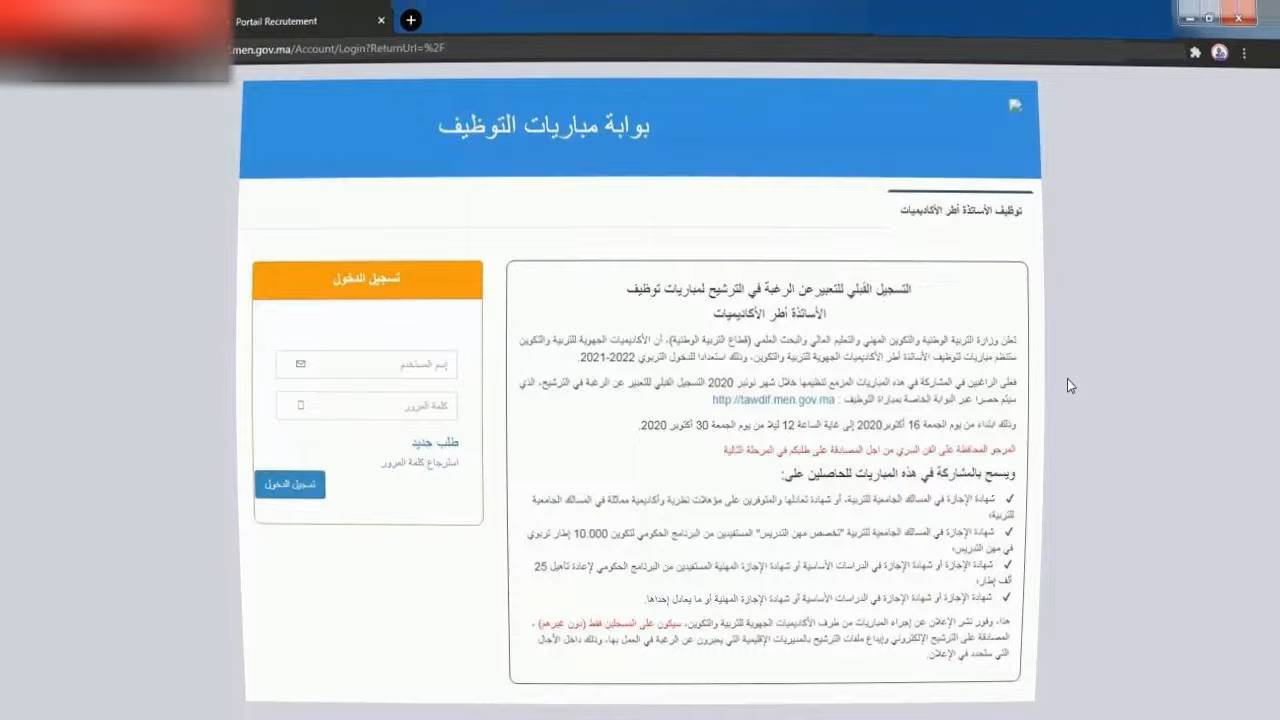 Portail Recrutement
.men.gov.ma/Account/Login?ReturnUrl=%2F
بوابة مباريات التوظيف
توظيف الأساتذة أطر الأكاديميات
تسجيل الدخول
إسم المستخدم
كلمة المرور
طلب جديد
استرجاع كلمة المرور
تسجيل الدخول
التسجيل القبلي للتعبيرعن الرغبة في الترشيح لمباريات توظيف
الأساتذة أطر الأكاديميات
تعلن وزارة التربية الوطنية والتكوين المهني والتعليم العالي والبحث العلمي (قطاع التربية الوطنية)، أن الأكاديميات الجهوية للتربية والتكوين
ستنظم مباريات لتوظيف الأساتذة أطر الأكاديميات الجهوية للتربية والتكوين، وذلك استعدادا للدخول التربوي 2022-2021.
فعلى الراغبين في المشاركة في هذه المباريات المزمع تنظيمها خلال شهر نونبر 2020 التسجيل القبلي للتعبير عن الرغبة في الترشيح، الذي
سيتم حصرا عبر البوابة الخاصة بمباراة التوظيف : http://tawdif.men.gov.ma
وذلك ابتداء من يوم الجمعة 16 أكتوبر2020 إلى غاية الساعة 12 ليلا من يوم الجمعة 30 أكتوبر 2020.
المرجو المحافظة على القن السري من اجل المصادقة على طلبكم في المرحلة التالية
ويسمح بالمشاركة في هذه المباريات للحاصلين على:
✓ شهادة الإجازة في المسالك الجامعية للتربية، أو شهادة تعادلها والمتوفرين على مؤهلات نظرية وأكاديمية مماثلة في المسالك الجامعية
للتربية؛
✓ شهادة الإجازة في المسالك الجامعية للتربية "تخصص مهن التدريس" المستفيدين من البرنامج الحكومي لتكوين 10.000 إطار تربوي
في مهن التدريس؛
✓ شهادة الإجازة أو شهادة الإجازة في الدراسات الأساسية أو شهادة الإجازة المهنية المستفيدين من البرنامج الحكومي لإعادة تأهيل 25
ألف إطار؛
✓ شهادة الإجازة أو شهادة الإجازة في الدراسات الأساسية أو شهادة الإجازة المهنية أو ما يعادل إحداها.
هذا، وفور نشر الإعلان عن إجراء المباريات من طرف الأكاديميات الجهوية للتربية والتكوين، سيكون على المسجلين فقط (دون غيرهم) ،
المصادقة على الترشيح الإلكتروني وإيداع ملفات الترشيح بالمديريات الإقليمية التي يعبرون عن الرغبة في العمل بها، وذلك داخل الآجال
التي ستحدد في الإعلان.